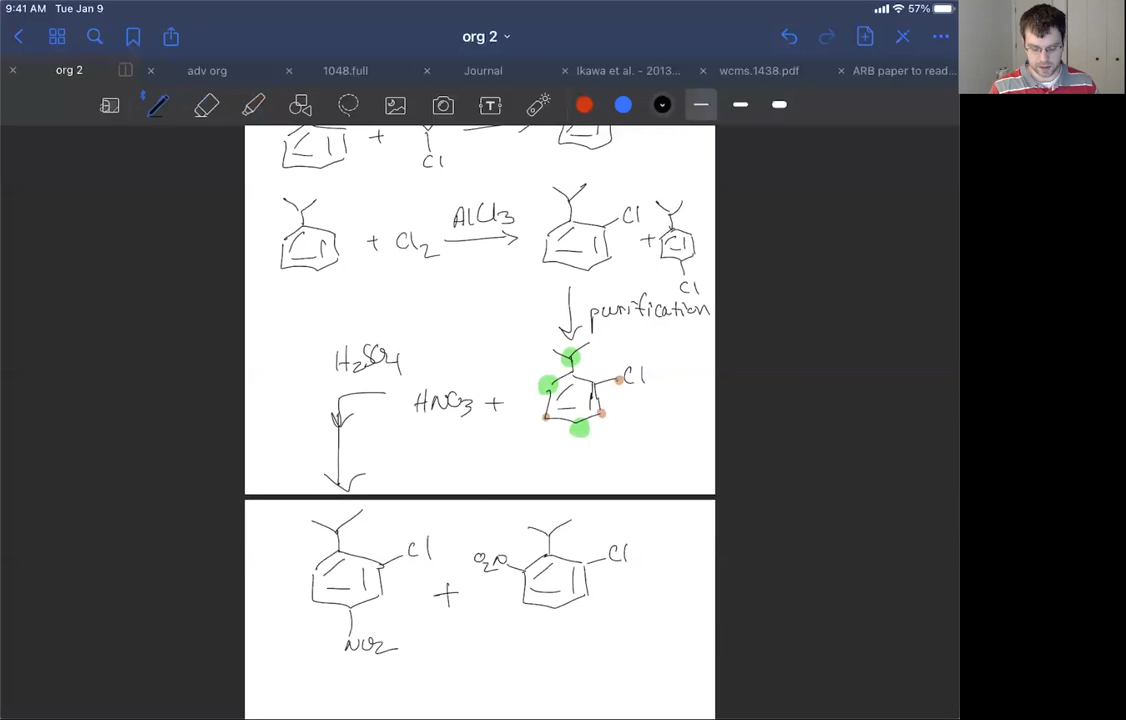 9:41 AM Tue Jan 9
57%
org 2
org 2
adv org
1048.full
Journal
Ikawa et al. - 2013...
wcms.1438.pdf
ARB paper to read...
T
+
Cl
+ Cl2
AlCl3
Cl
+
Cl
purification
H2SO4
HNO3 +
Cl
Cl
+
O2N
Cl
NO2